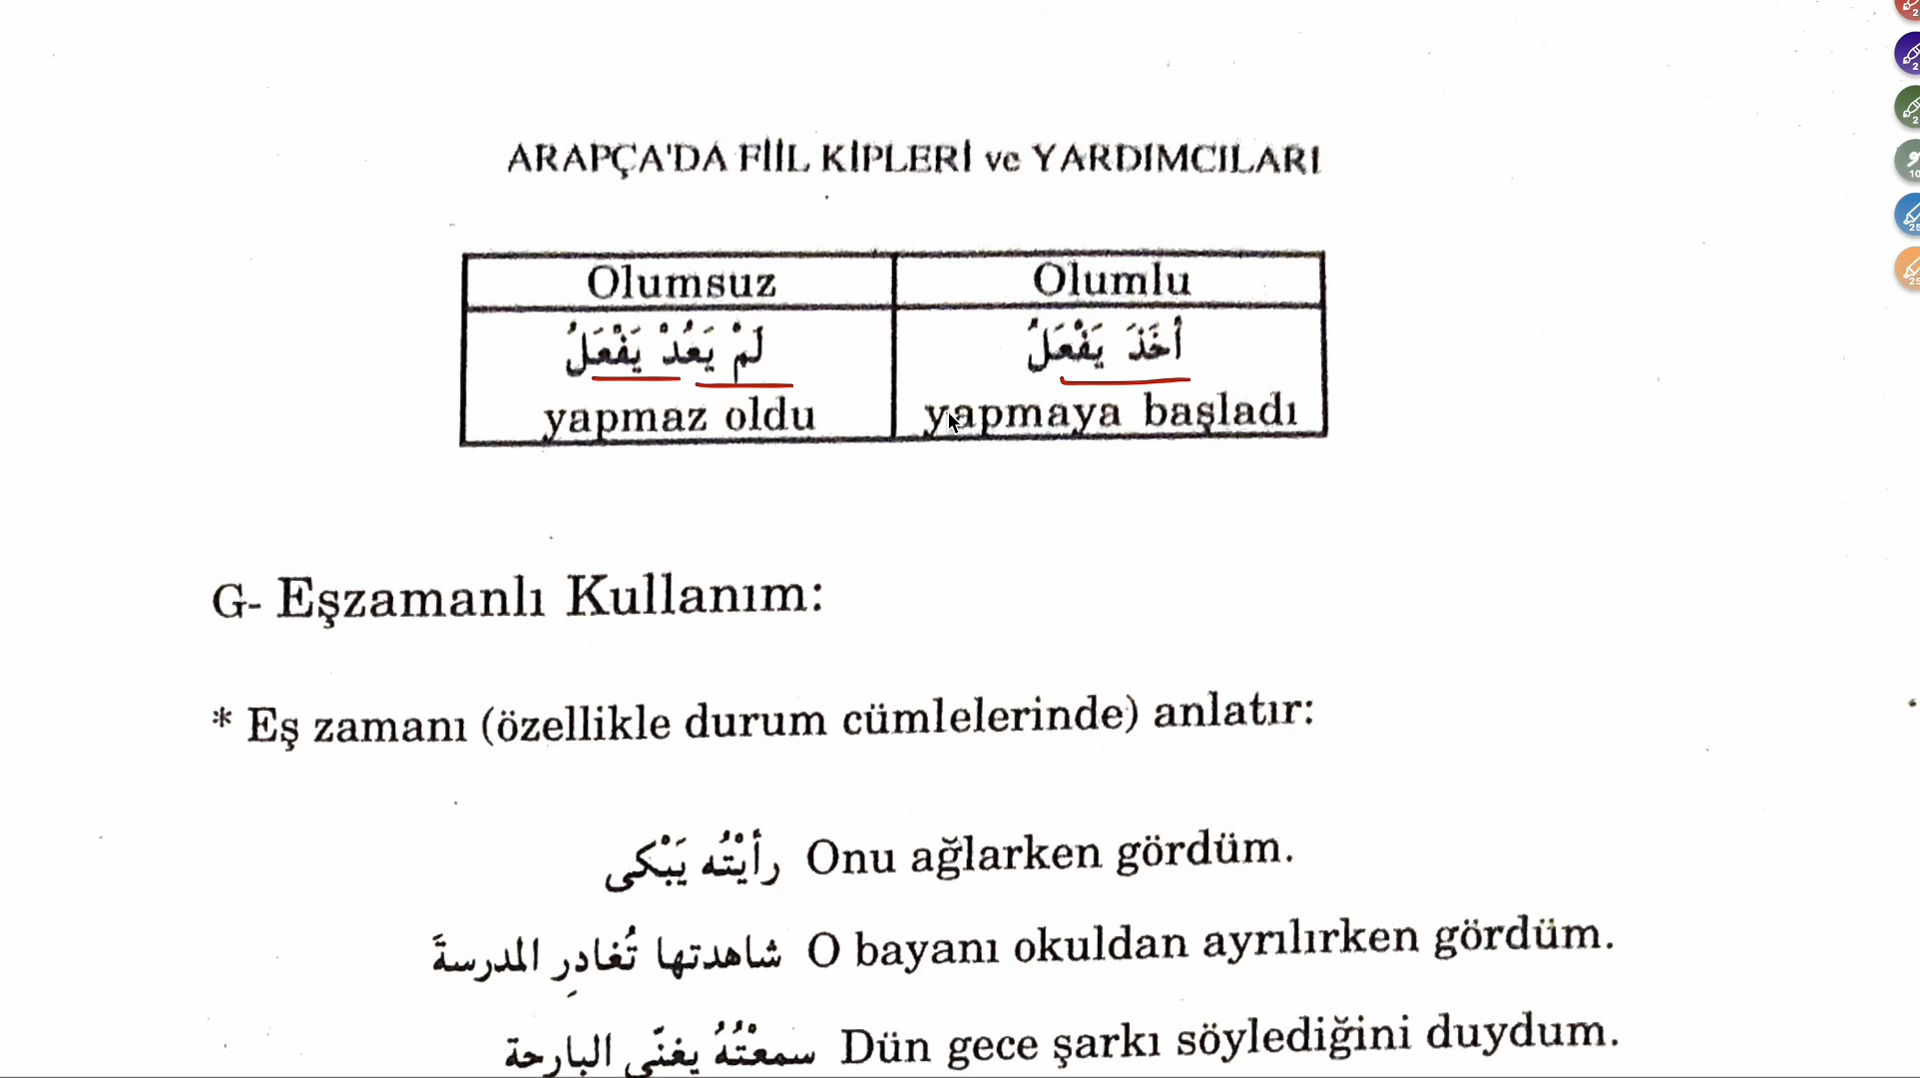 ARAPÇA'DA FİİL KİPLERİ ve YARDIMCILARI
Olumsuz Olumlu
لَمْ يَعُدْ يَفْعَلُ أَخَذَ يَفْعَلُ
yapmaz oldu yapmaya başladı
G- Eşzamanlı Kullanım:
* Eş zamanı (özellikle durum cümlelerinde) anlatır:
رأَيْتُه يَبْكى Onu ağlarken gördüm.
شاهدتها تُغادِر المدرسةَ O bayanı okuldan ayrılırken gördüm.
سمعْتُهُ يغنّى البارحة Dün gece şarkı söylediğini duydum.